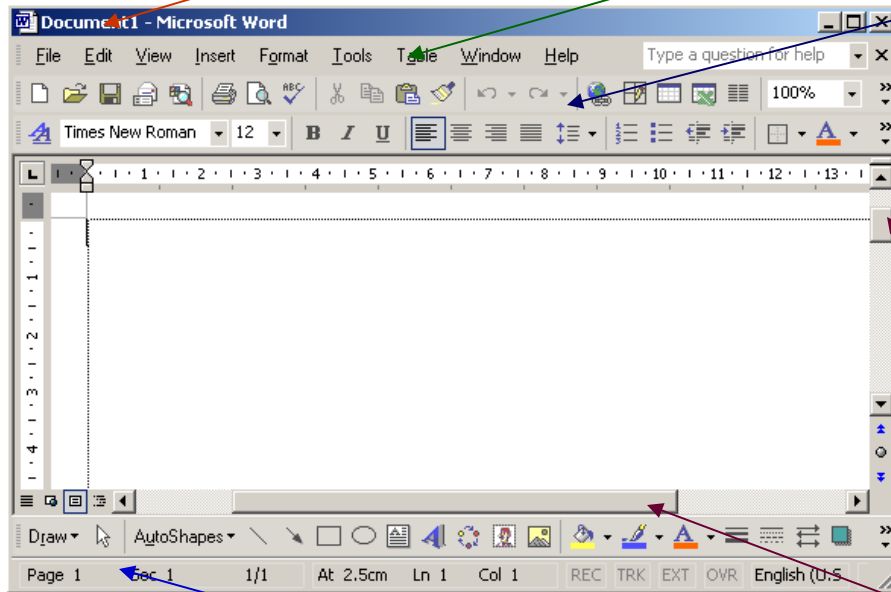 Document1 - Microsoft Word
File Edit View Insert Format Tools Table Window Help Type a question for help
ABC 100%
Times New Roman 12 B I U A
L 1 2 3 4 5 6 7 8 9 10 11 12 13
1
2
3
4
Draw AutoShapes A
Page 1 Sec 1 1/1 At 2.5cm Ln 1 Col 1 REC TRK EXT OVR English (U.S